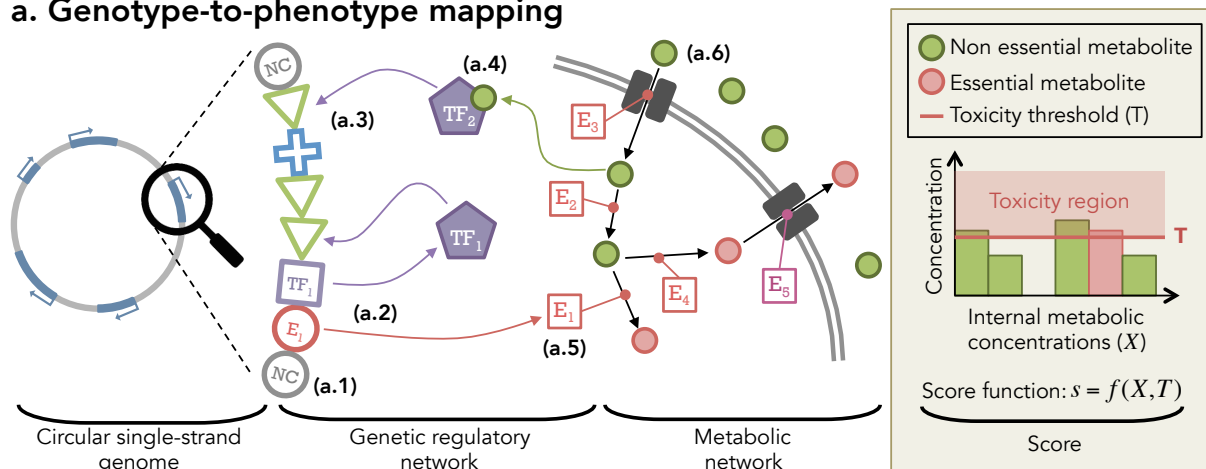 a. Genotype-to-phenotype mapping
NC
(a.3)
TF₂
(a.4)
(a.6)
E₃
E₂
TF₁
TF₁
(a.2)
E₁
E₁
(a.5)
E₄
E₅
NC
(a.1)
Circular single-strand
genome
Genetic regulatory
network
Metabolic
network
Non essential metabolite
Essential metabolite
Toxicity threshold (T)
Concentration
Toxicity region
T
Internal metabolic
concentrations (X)
Score function: s = f(X,T)
Score